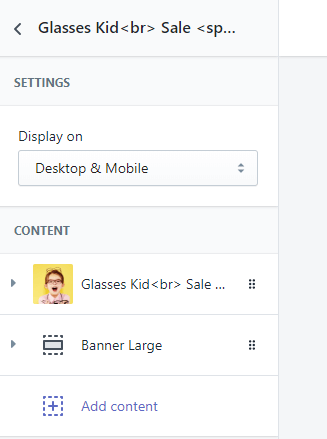 Glasses Kid<br> Sale <sp...
SETTINGS
Display on
Desktop & Mobile
CONTENT
Glasses Kid<br> Sale ...
Banner Large
Add content